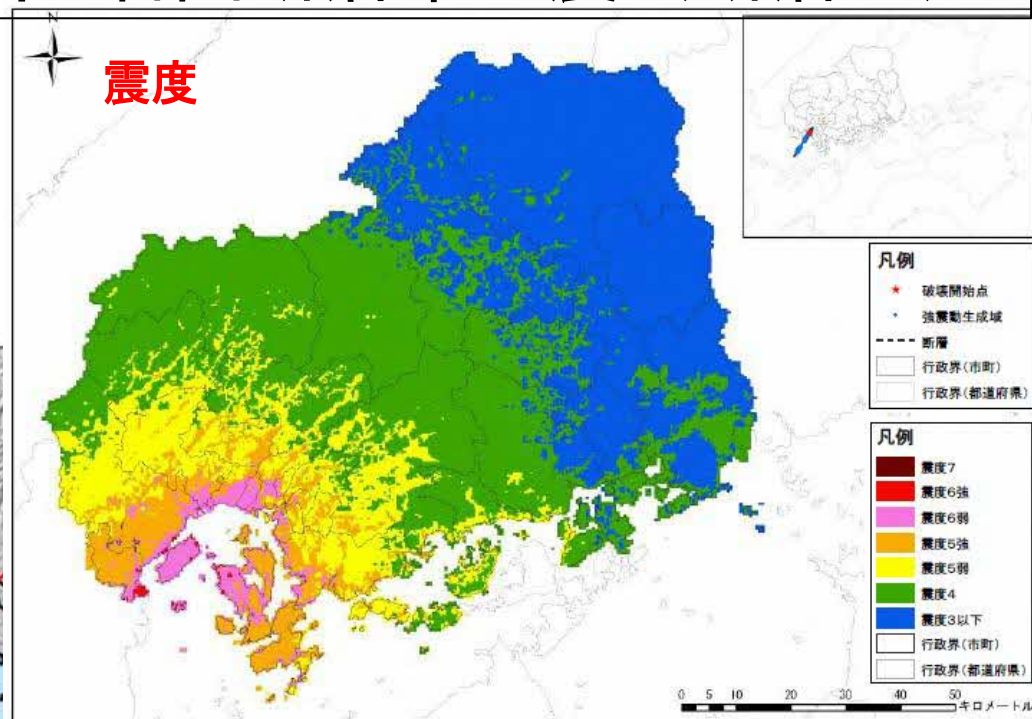 N
震度
凡例
破壊開始点
強震動生成域
断層
行政界(市町)
行政界(都道府県)
凡例
震度7
震度6強
震度6弱
震度5強
震度5弱
震度4
震度3以下
行政界(市町)
行政界(都道府県)
0 5 10 20 30 40 50
キロメートル